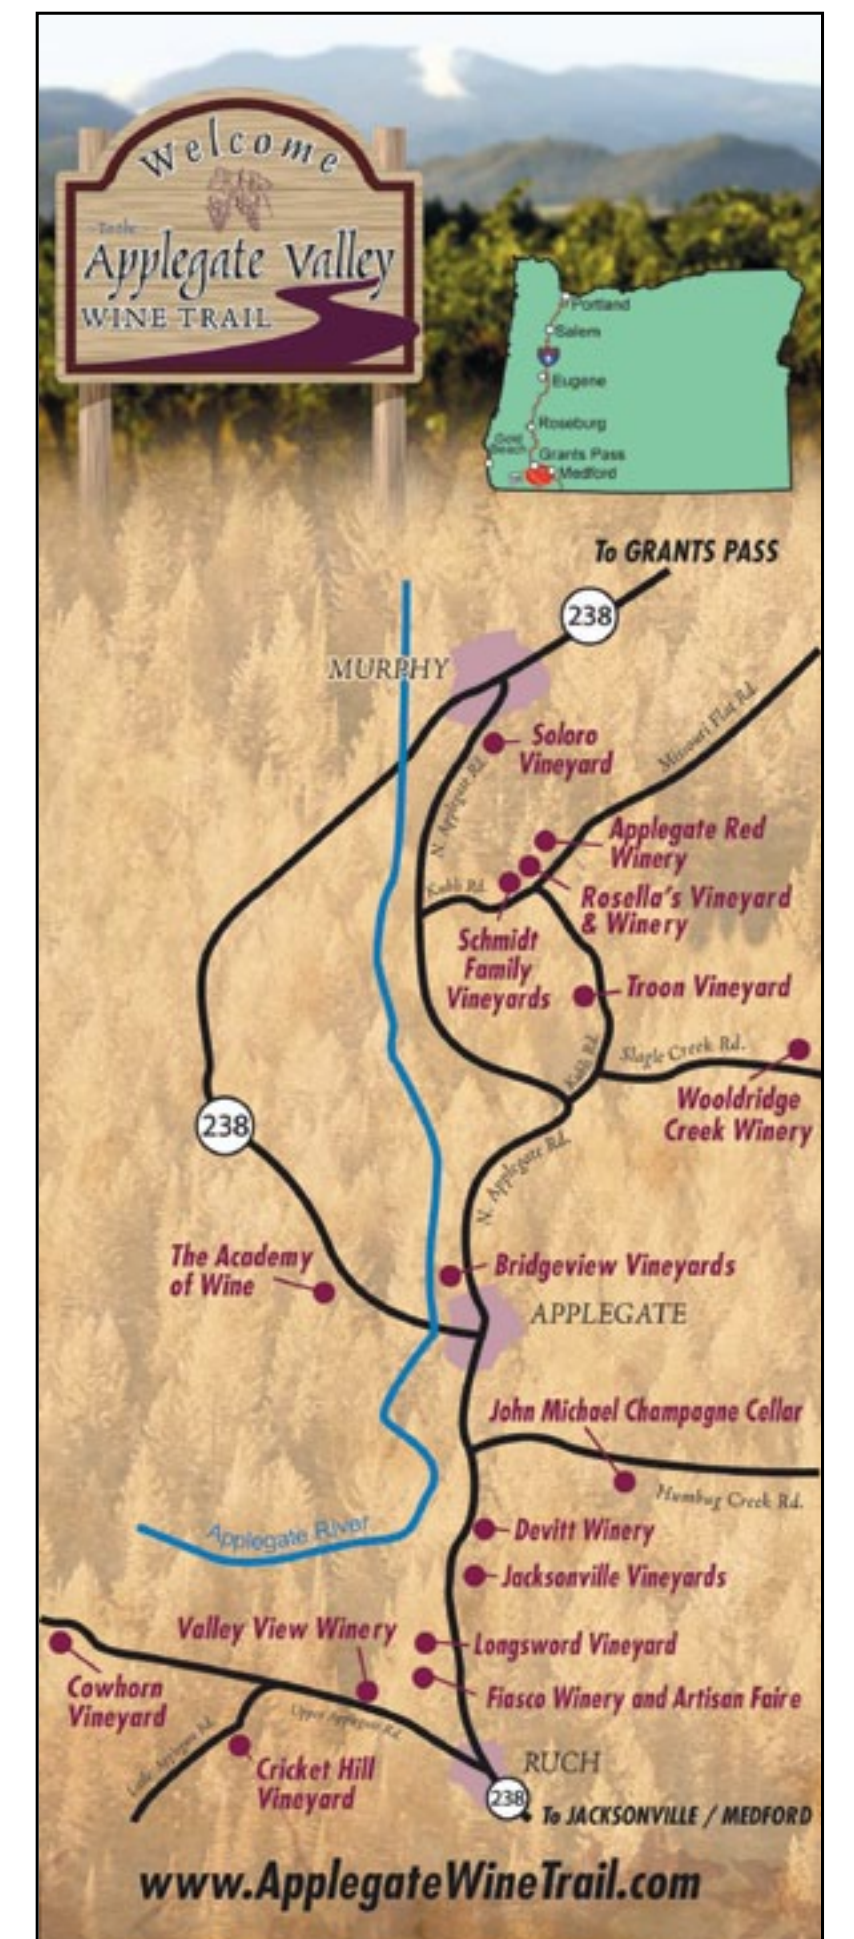 Welcome
To the
Applegate Valley
WINE TRAIL
Portland
Salem
5
Eugene
Roseburg
Gold
Beach
Grants Pass
Medford
To GRANTS PASS
238
MURPHY
Missouri Flat Rd.
Soloro
Vineyard
N. Applegate Rd.
Applegate Red
Winery
Kubli Rd.
Rosella's Vineyard
& Winery
Schmidt
Family
Vineyards
Troon Vineyard
Kubli Rd.
Slagle Creek Rd.
Wooldridge
Creek Winery
238
N. Applegate Rd.
The Academy
of Wine
Bridgeview Vineyards
APPLEGATE
John Michael Champagne Cellar
Humbug Creek Rd.
Applegate River
Devitt Winery
Jacksonville Vineyards
Valley View Winery
Longsword Vineyard
Cowhorn
Vineyard
Fiasco Winery and Artisan Faire
Upper Applegate Rd.
Little Applegate Rd.
Cricket Hill
Vineyard
RUCH
238
To JACKSONVILLE / MEDFORD
www.ApplegateWineTrail.com